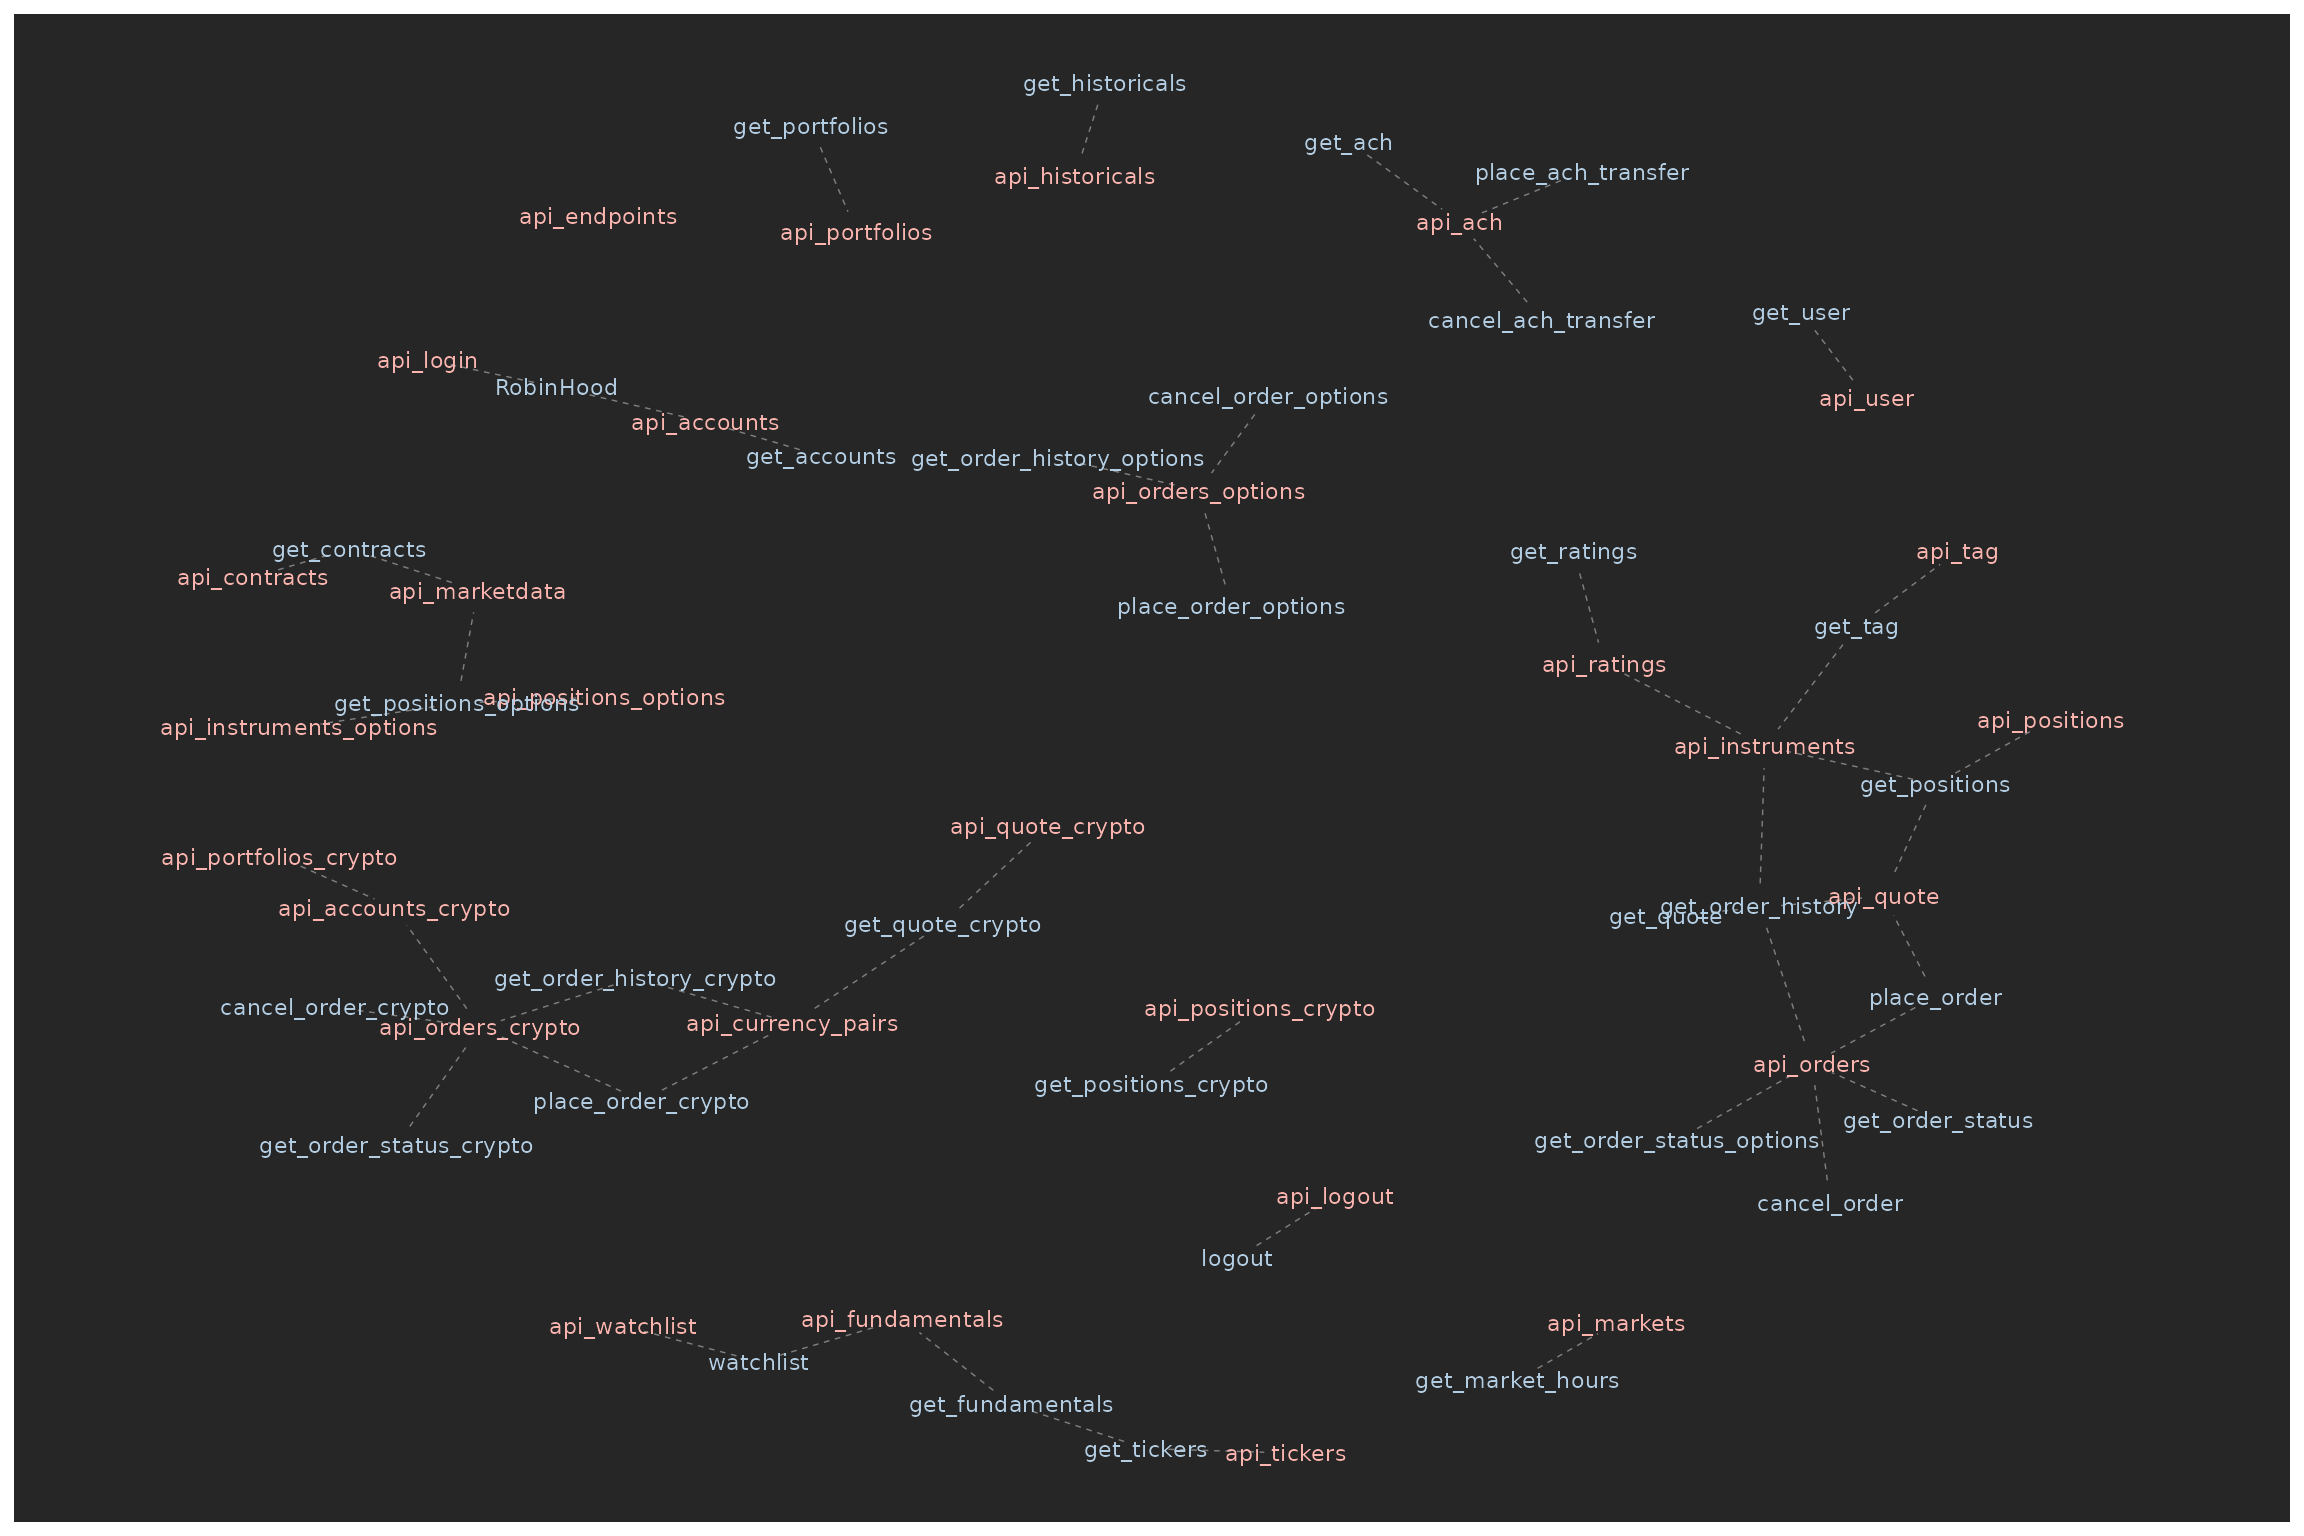 get_historicals
get_portfolios
get_ach
place_ach_transfer
api_historicals
api_endpoints
api_ach
api_portfolios
get_user
cancel_ach_transfer
api_login
RobinHood
cancel_order_options
api_user
api_accounts
get_accounts
get_order_history_options
api_orders_options
get_contracts
get_ratings
api_tag
api_contracts
api_marketdata
place_order_options
get_tag
api_ratings
api_positions_options
get_positions_options
api_positions
api_instruments_options
api_instruments
get_positions
api_quote_crypto
api_portfolios_crypto
api_quote
get_order_history
api_accounts_crypto
get_quote
get_quote_crypto
get_order_history_crypto
place_order
cancel_order_crypto
api_positions_crypto
api_currency_pairs
api_orders_crypto
api_orders
get_positions_crypto
place_order_crypto
get_order_status
get_order_status_options
get_order_status_crypto
api_logout
cancel_order
logout
api_fundamentals
api_markets
api_watchlist
watchlist
get_market_hours
get_fundamentals
get_tickers
api_tickers